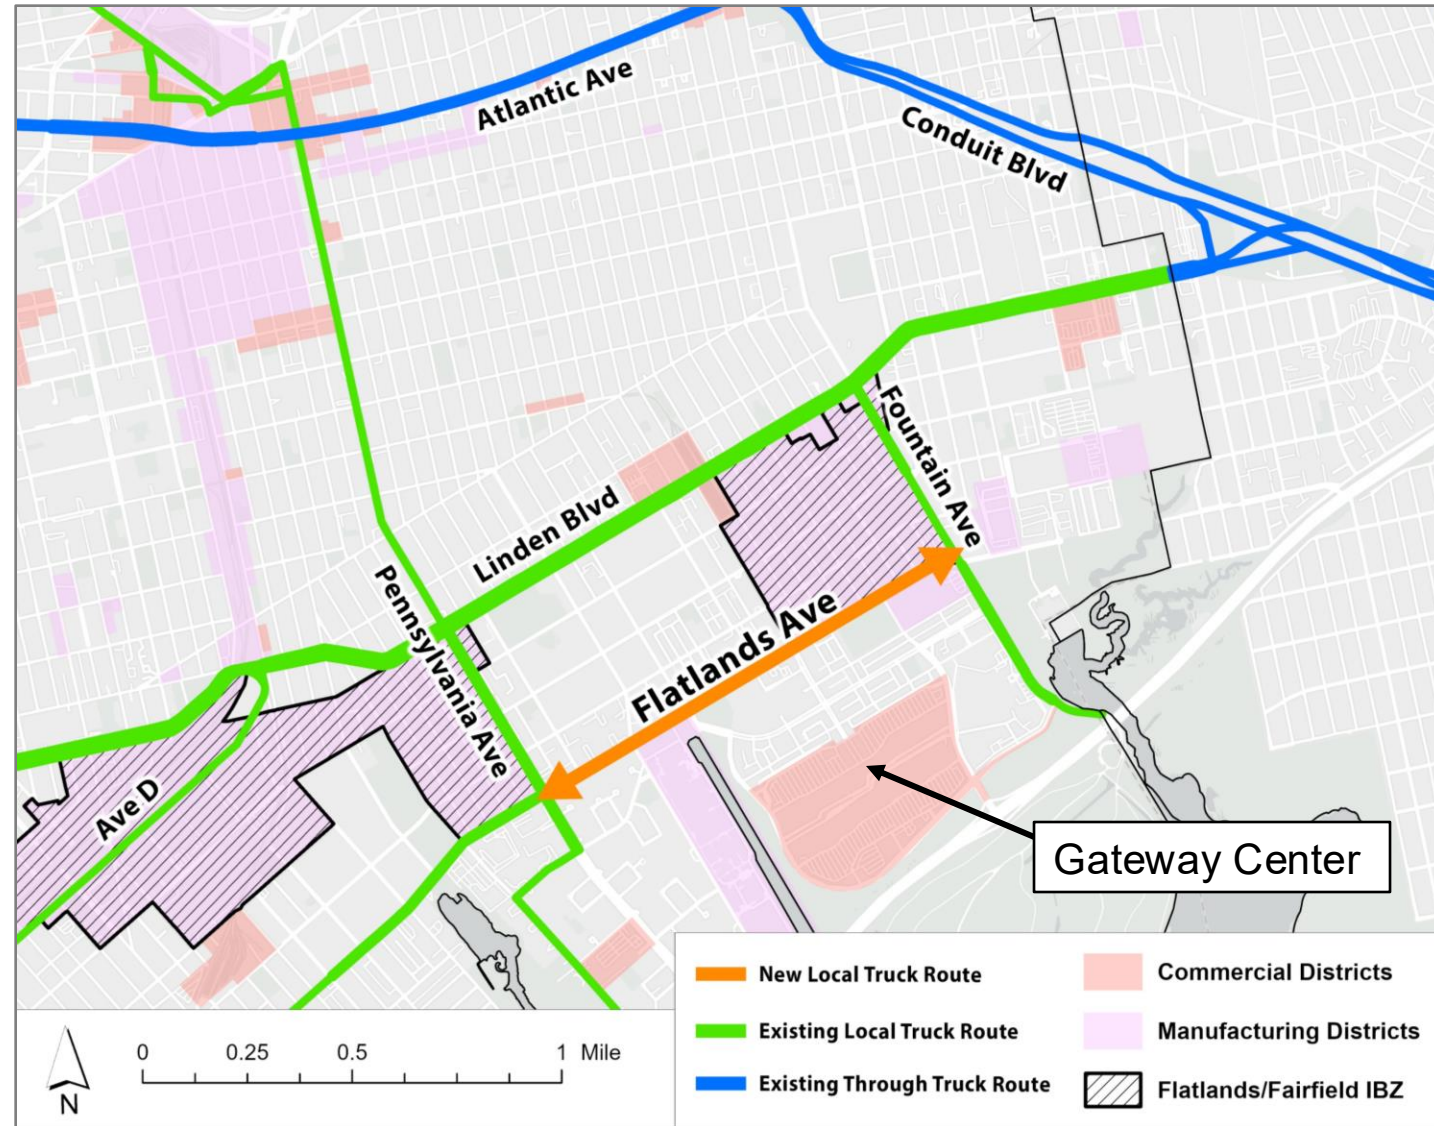 Atlantic Ave
Conduit Blvd
Fountain Ave
Linden Blvd
Pennsylvania Ave
Flatlands Ave
Ave D
Gateway Center
New Local Truck Route
Existing Local Truck Route
Existing Through Truck Route
Commercial Districts
Manufacturing Districts
Flatlands/Fairfield IBZ
0 0.25 0.5 1 Mile
N